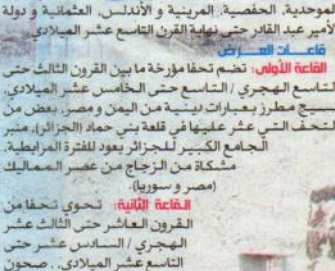 الموحدية، الحفصية، المرينية و الأندلس، العثمانية و دولة
الأمير عبد القادر حتى نهاية القرن التاسع عشر الميلادي.
قاعـــات العـــرض
القاعة الأولى: تضم تحفا مؤرخة ما بين القرون الثالث حتى
التاسع الهجري / التاسع حتى الخامس عشر الميلادي،
نسيج مطرز بعبارات دينية من اليمن و مصر، بعض من
التحف التي عثر عليها في قلعة بني حماد (الجزائر)، منبر
الجامع الكبير للجزائر يعود للفترة المرابطية،
مشكاة من الزجاج من عصر المماليك
(مصر و سوريا).
القاعة الثانية: تحوي تحفا من
القرون العاشر حتى الثالث عشر
الهجري / السادس عشر حتى
التاسع عشر الميلادي. ، صحون